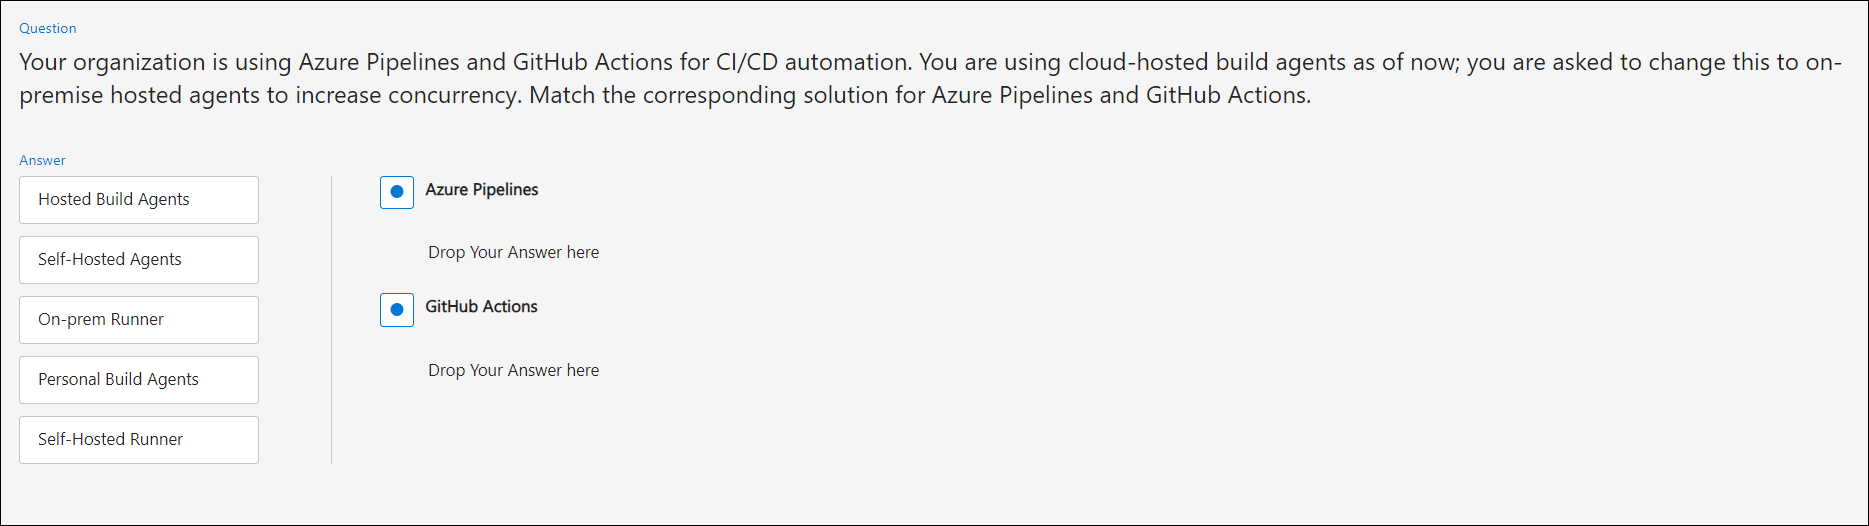 Question
Your organization is using Azure Pipelines and GitHub Actions for CI/CD automation. You are using cloud-hosted build agents as of now; you are asked to change this to on-
premise hosted agents to increase concurrency. Match the corresponding solution for Azure Pipelines and GitHub Actions.
Answer
Hosted Build Agents
Self-Hosted Agents
On-prem Runner
Personal Build Agents
Self-Hosted Runner
Azure Pipelines
Drop Your Answer here
GitHub Actions
Drop Your Answer here